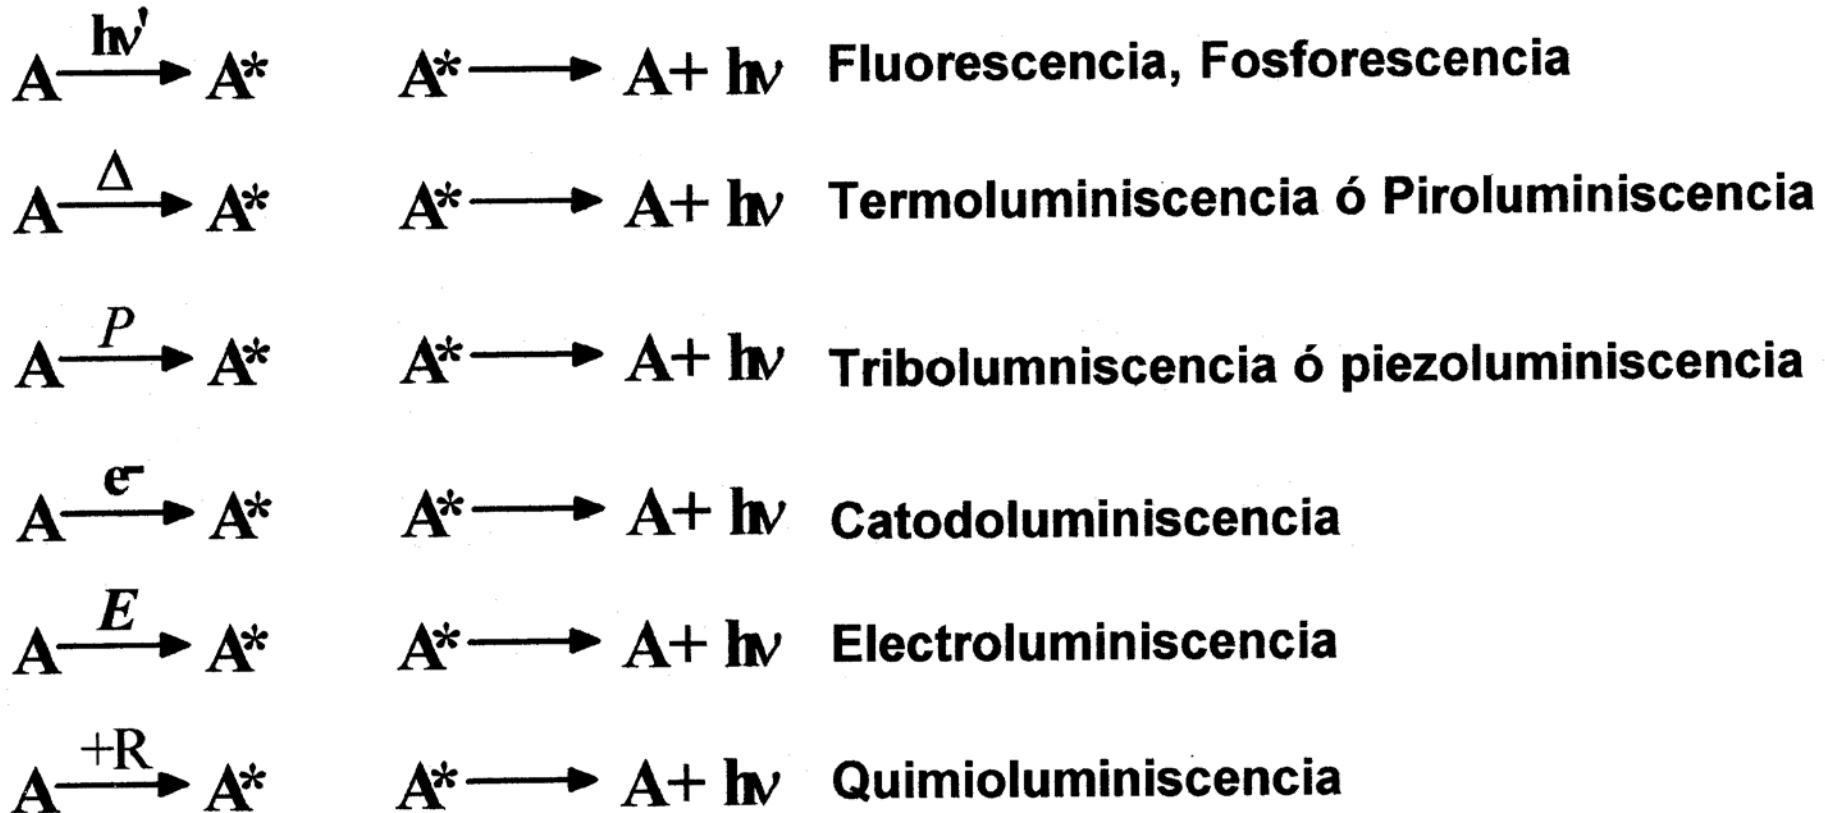 A hν' → A* A* → A + hν Fluorescencia, Fosforescencia
A Δ → A* A* → A + hν Termoluminiscencia ó Piroluminiscencia
A P → A* A* → A + hν Tribolumniscencia ó piezoluminiscencia
A e⁻ → A* A* → A + hν Catodoluminiscencia
A E → A* A* → A + hν Electroluminiscencia
A +R → A* A* → A + hν Quimioluminiscencia